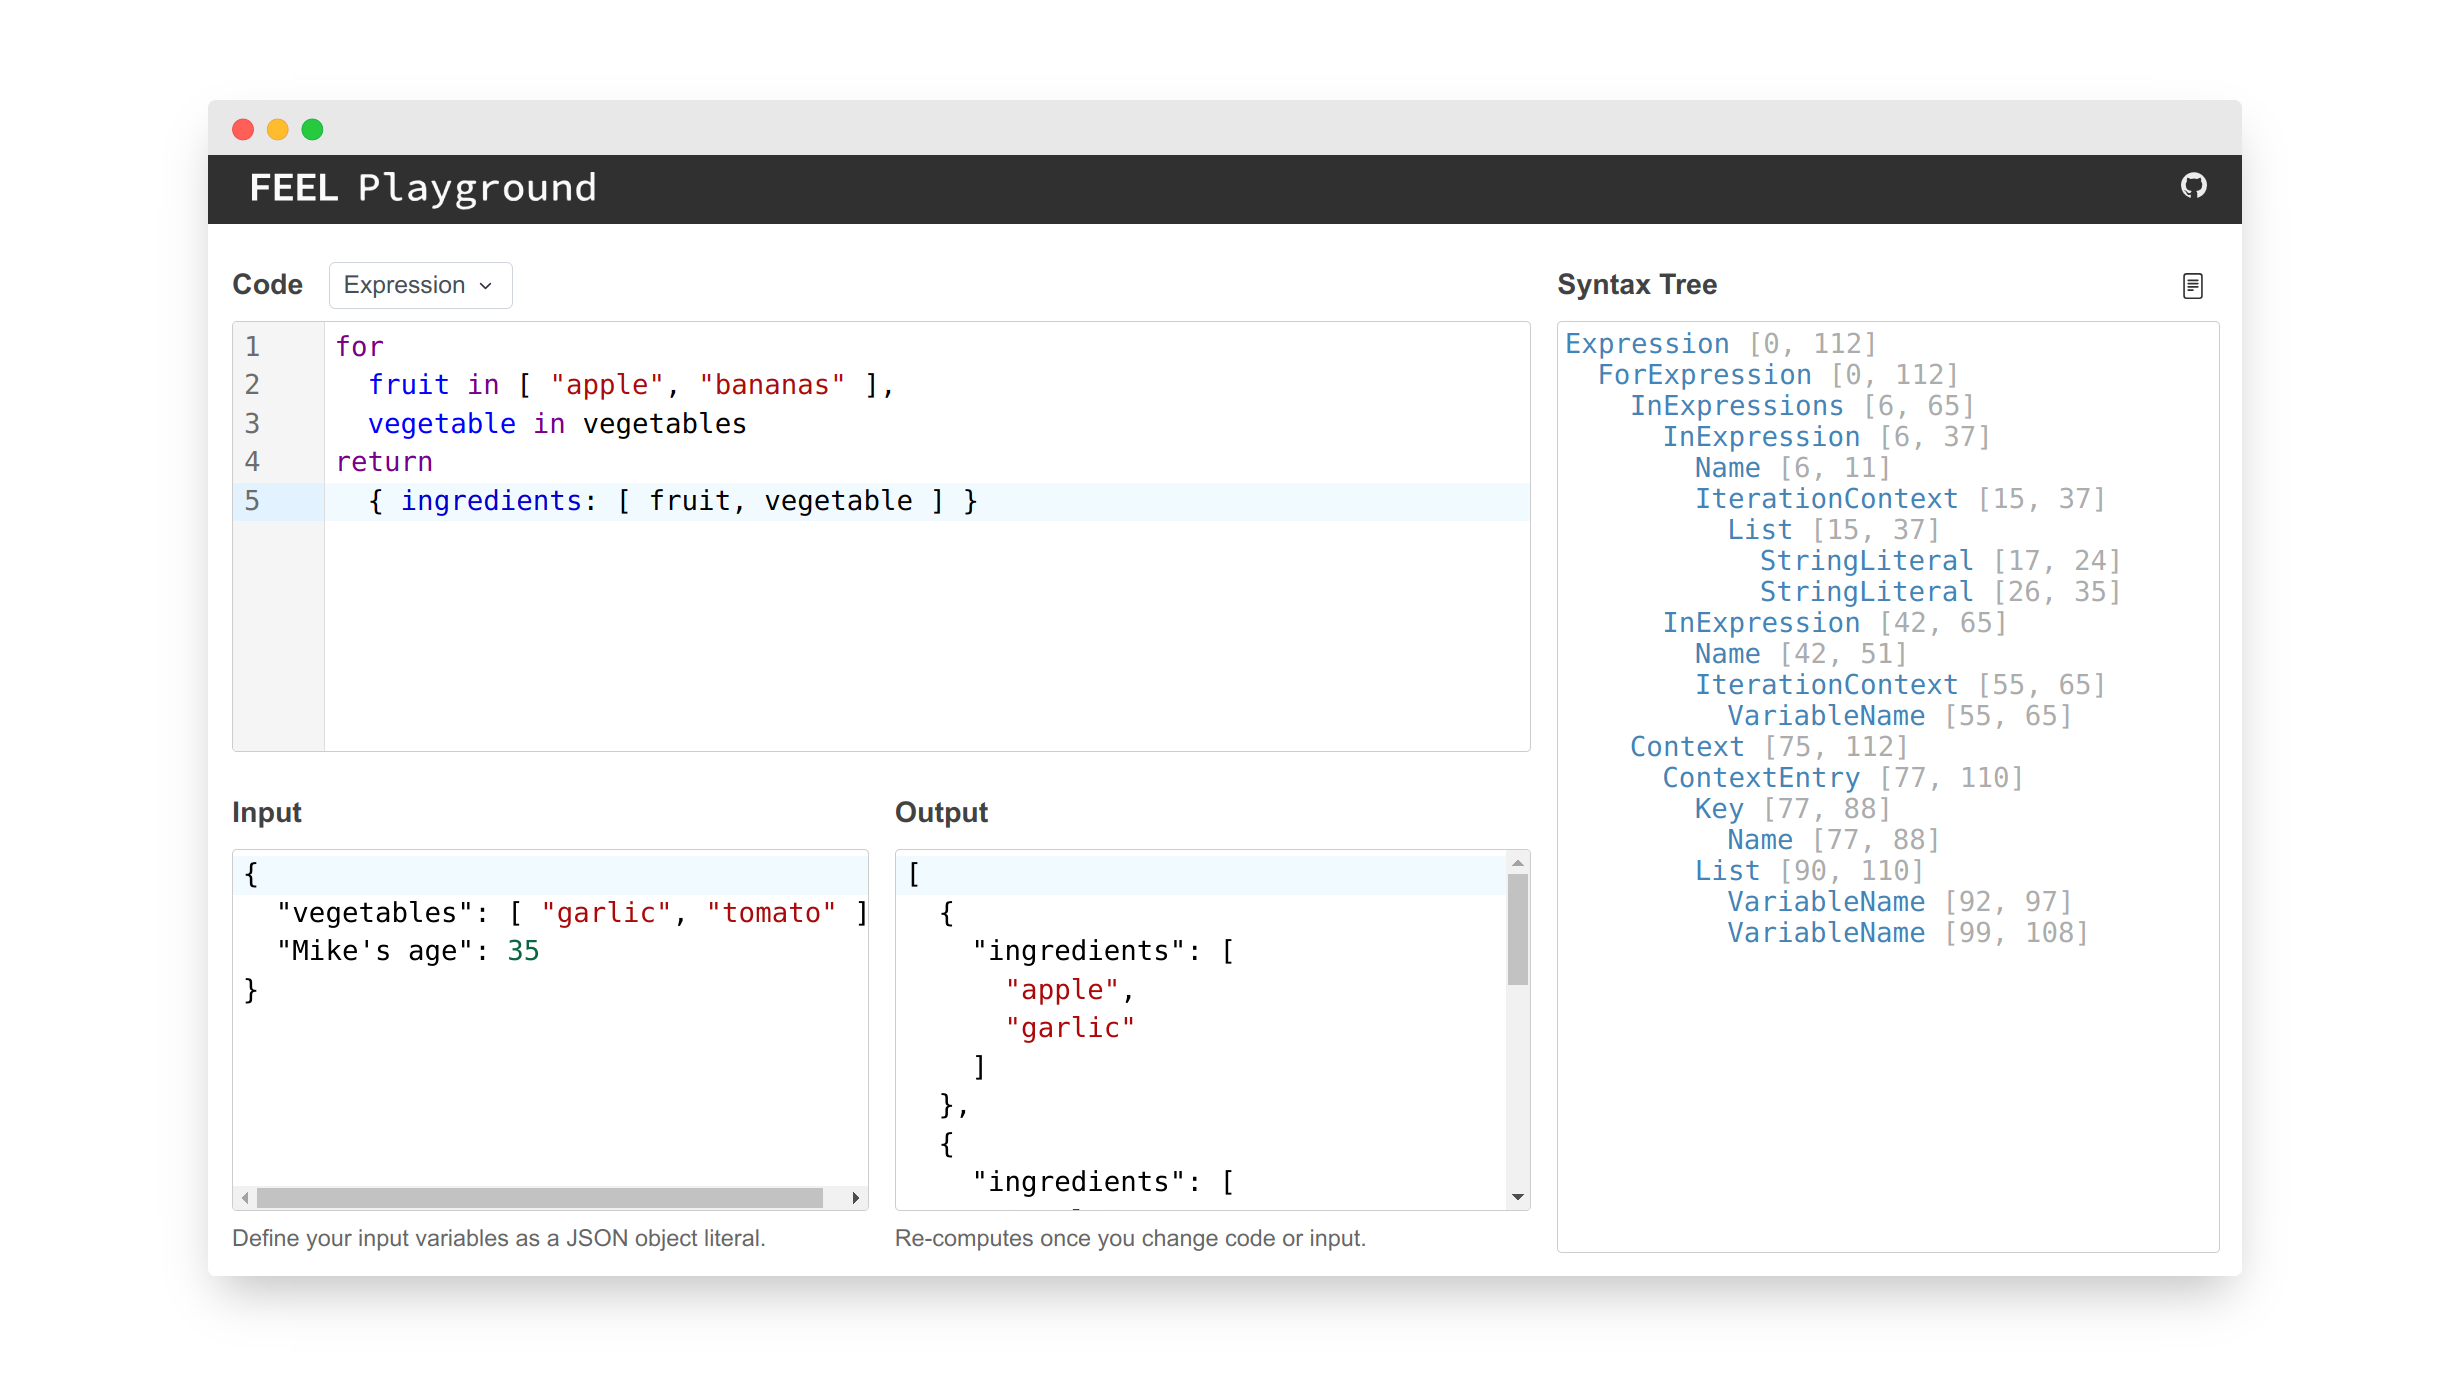 FEEL Playground
Code Expression
1 for
2   fruit in [ "apple", "bananas" ],
3   vegetable in vegetables
4 return
5   { ingredients: [ fruit, vegetable ] }
Input
{
  "vegetables": [ "garlic", "tomato" ]
  "Mike's age": 35
}
Define your input variables as a JSON object literal.
Output
[
  {
    "ingredients": [
      "apple",
      "garlic"
    ]
  },
  {
    "ingredients": [
Re-computes once you change code or input.
Syntax Tree
Expression [0, 112]
  ForExpression [0, 112]
    InExpressions [6, 65]
      InExpression [6, 37]
        Name [6, 11]
        IterationContext [15, 37]
          List [15, 37]
            StringLiteral [17, 24]
            StringLiteral [26, 35]
      InExpression [42, 65]
        Name [42, 51]
        IterationContext [55, 65]
          VariableName [55, 65]
    Context [75, 112]
      ContextEntry [77, 110]
        Key [77, 88]
          Name [77, 88]
        List [90, 110]
          VariableName [92, 97]
          VariableName [99, 108]